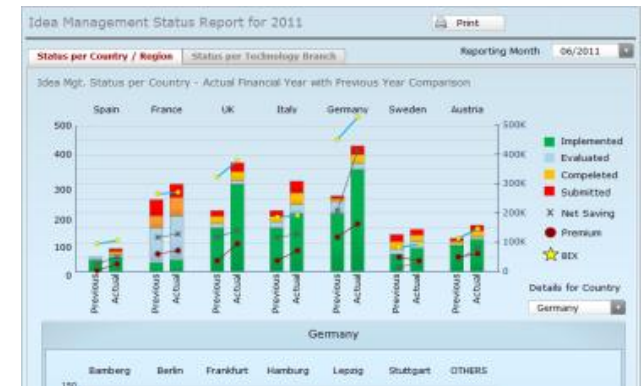 Idea Management Status Report for 2011
Print
Status per Country / Region
Status per Technology Branch
Reporting Month 06/2011
Idea Mgt. Status per Country - Actual Financial Year with Previous Year Comparison
Spain France UK Italy Germany Sweden Austria
500 500K
400 400K
300 300K
200 200K
100 100K
0 0
Previous Actual Previous Actual Previous Actual Previous Actual Previous Actual Previous Actual Previous Actual
Implemented
Evaluated
Compeleted
Submitted
Net Saving
Premium
BIX
Details for Country
Germany
Germany
Bamberg Berlin Frankfurt Hamburg Lepzig Stuttgart OTHERS
150